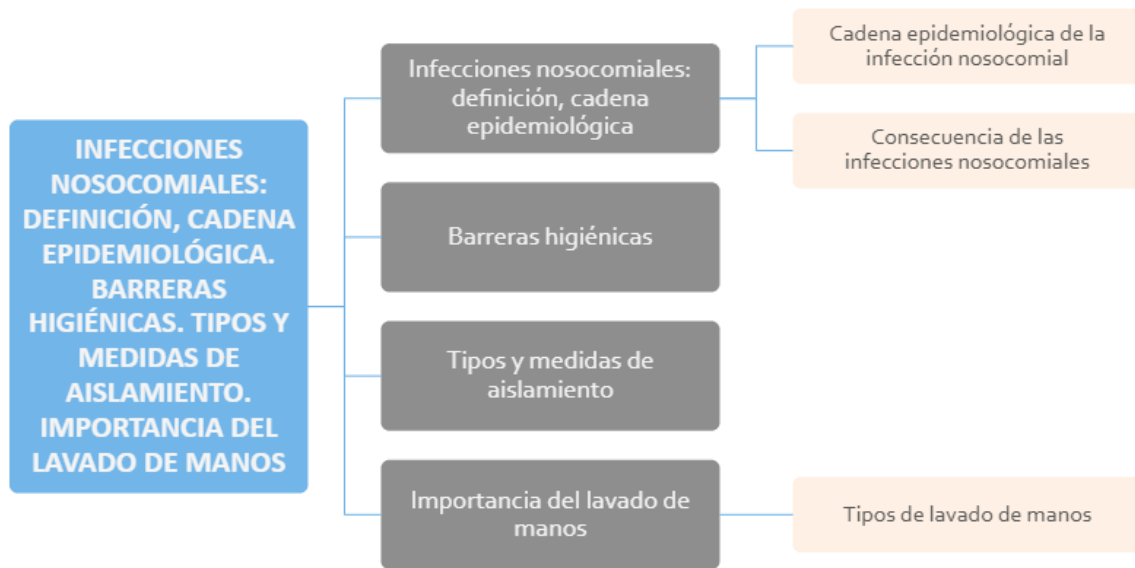 INFECCIONES
NOSOCOMIALES:
DEFINICIÓN, CADENA
EPIDEMIOLÓGICA.
BARRERAS
HIGIÉNICAS. TIPOS Y
MEDIDAS DE
AISLAMIENTO.
IMPORTANCIA DEL
LAVADO DE MANOS
Infecciones nosocomiales:
definición, cadena
epidemiológica
Cadena epidemiológica de la
infección nosocomial
Consecuencia de las
infecciones nosocomiales
Barreras higiénicas
Tipos y medidas de
aislamiento
Importancia del lavado de
manos
Tipos de lavado de manos